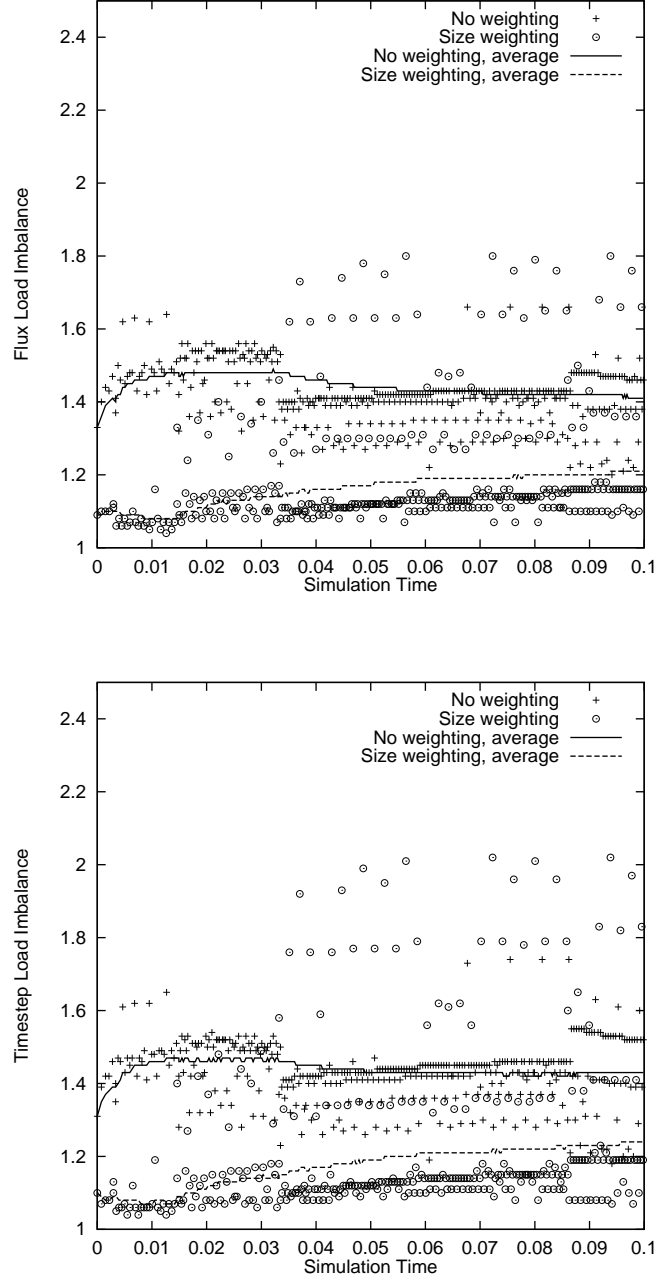 2.4
2.2
2
1.8
1.6
1.4
1.2
1
Flux Load Imbalance
No weighting
Size weighting
No weighting, average
Size weighting, average
0 0.01 0.02 0.03 0.04 0.05 0.06 0.07 0.08 0.09 0.1
Simulation Time
2.4
2.2
2
1.8
1.6
1.4
1.2
1
Timestep Load Imbalance
No weighting
Size weighting
No weighting, average
Size weighting, average
0 0.01 0.02 0.03 0.04 0.05 0.06 0.07 0.08 0.09 0.1
Simulation Time